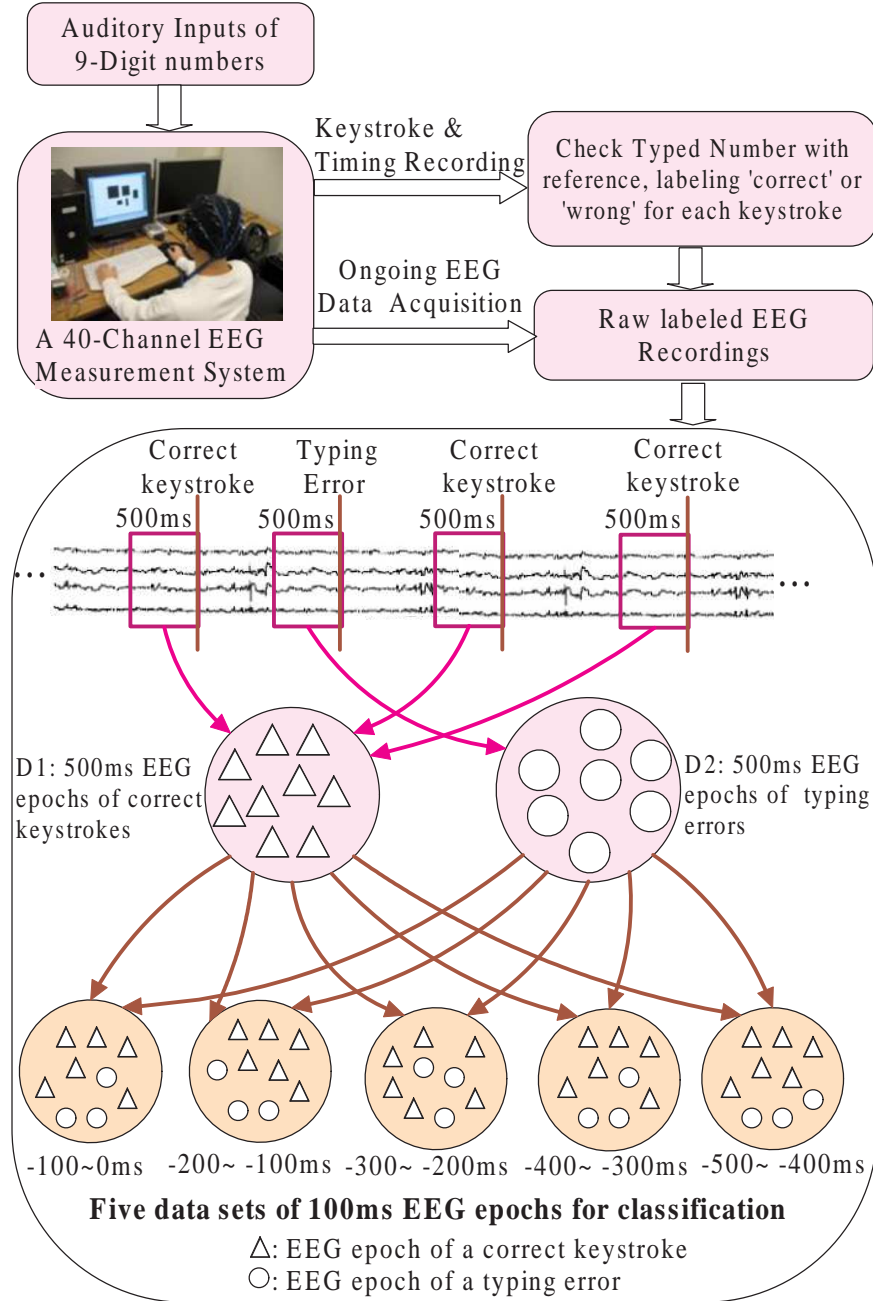 Auditory Inputs of
9-Digit numbers
Keystroke &
Timing Recording
Check Typed Number with
reference, labeling 'correct' or
'wrong' for each keystroke
Ongoing EEG
Data Acquisition
A 40-Channel EEG
Measurement System
Raw labeled EEG
Recordings
Correct
keystroke
Typing
Error
Correct
keystroke
Correct
keystroke
500ms
500ms
500ms
500ms
...
...
D1: 500ms EEG
epochs of correct
keystrokes
D2: 500ms EEG
epochs of typing
errors
-100~0ms
-200~ -100ms
-300~ -200ms
-400~ -300ms
-500~ -400ms
Five data sets of 100ms EEG epochs for classification
△: EEG epoch of a correct keystroke
○: EEG epoch of a typing error